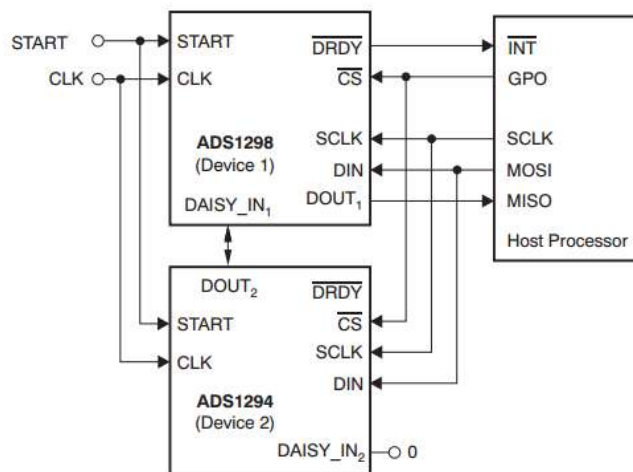 START
CLK
START
CLK
DRDY
CS
ADS1298
(Device 1)
SCLK
DIN
DAISY_IN1
DOUT1
INT
GPO
SCLK
MOSI
MISO
Host Processor
DOUT2
START
CLK
DRDY
CS
SCLK
DIN
ADS1294
(Device 2)
DAISY_IN2
0